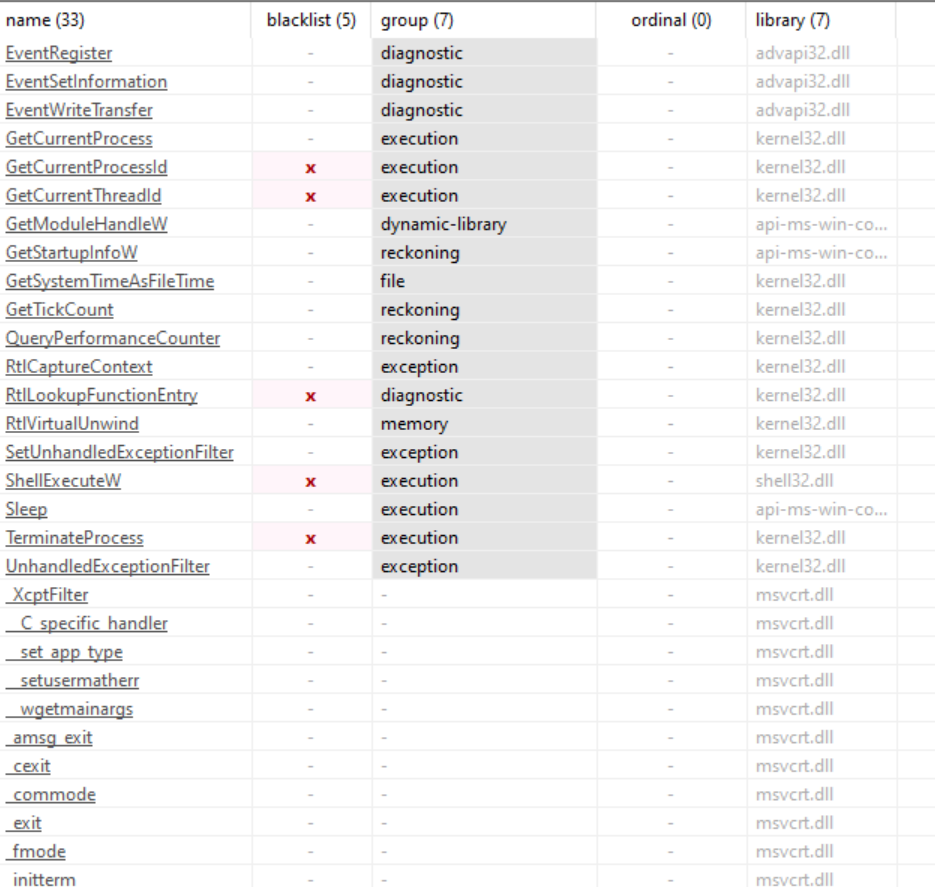 name (33) blacklist (5) group (7) ordinal (0) library (7)
EventRegister - diagnostic - advapi32.dll
EventSetInformation - diagnostic - advapi32.dll
EventWriteTransfer - diagnostic - advapi32.dll
GetCurrentProcess - execution - kernel32.dll
GetCurrentProcessId x execution - kernel32.dll
GetCurrentThreadId x execution - kernel32.dll
GetModuleHandleW - dynamic-library - api-ms-win-co...
GetStartupInfoW - reckoning - api-ms-win-co...
GetSystemTimeAsFileTime - file - kernel32.dll
GetTickCount - reckoning - kernel32.dll
QueryPerformanceCounter - reckoning - kernel32.dll
RtlCaptureContext - exception - kernel32.dll
RtlLookupFunctionEntry x diagnostic - kernel32.dll
RtlVirtualUnwind - memory - kernel32.dll
SetUnhandledExceptionFilter - exception - kernel32.dll
ShellExecuteW x execution - shell32.dll
Sleep - execution - api-ms-win-co...
TerminateProcess x execution - kernel32.dll
UnhandledExceptionFilter - exception - kernel32.dll
_XcptFilter - - - msvcrt.dll
__C_specific_handler - - - msvcrt.dll
__set_app_type - - - msvcrt.dll
__setusermatherr - - - msvcrt.dll
__wgetmainargs - - - msvcrt.dll
_amsg_exit - - - msvcrt.dll
_cexit - - - msvcrt.dll
_commode - - - msvcrt.dll
_exit - - - msvcrt.dll
_fmode - - - msvcrt.dll
_initterm - - - msvcrt.dll